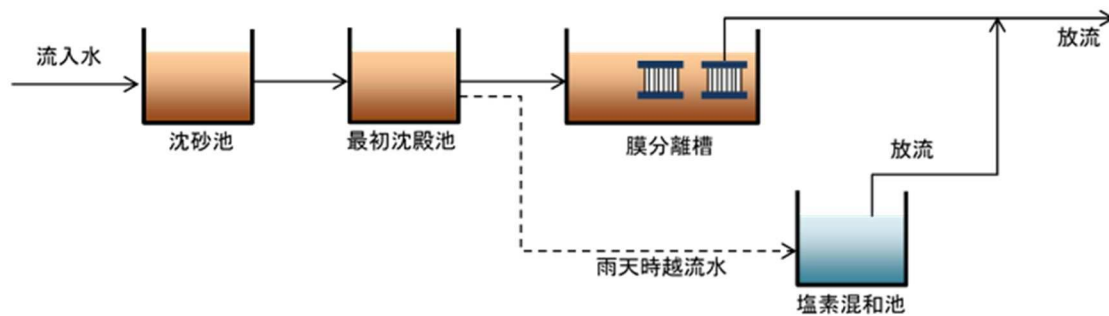 流入水
沈砂池
最初沈殿池
膜分離槽
放流
放流
雨天時越流水
塩素混和池